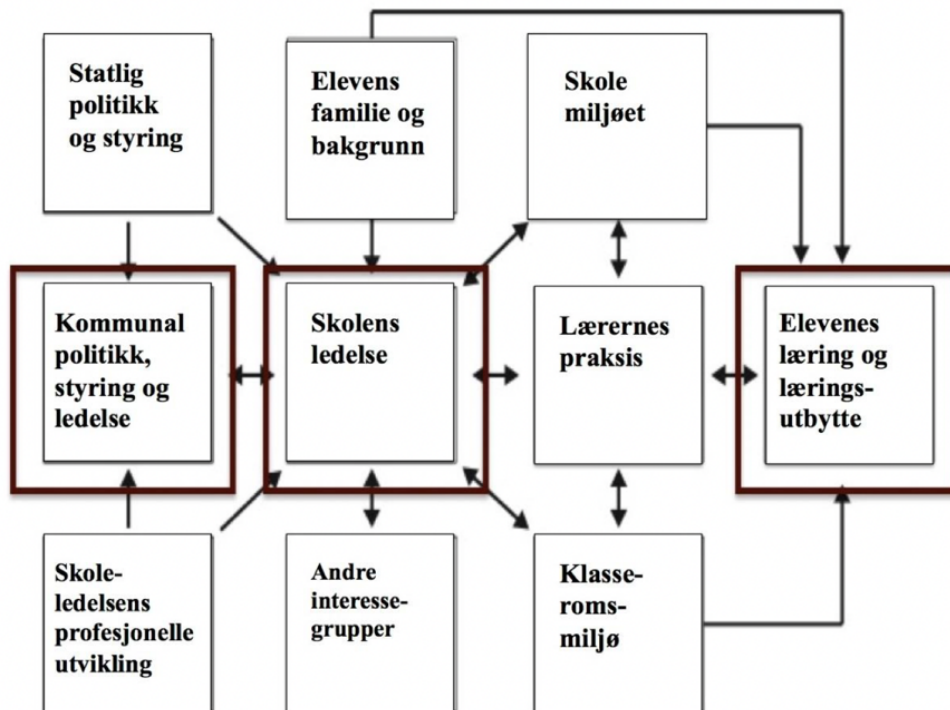 Statlig
politikk
og styring
Elevens
familie og
bakgrunn
Skole
miljøet
Kommunal
politikk,
styring og
ledelse
Skolens
ledelse
Lærernes
praksis
Elevenes
læring og
lærings-
utbytte
Skole-
ledelsens
profesjonelle
utvikling
Andre
interesse-
grupper
Klasse-
roms-
miljø